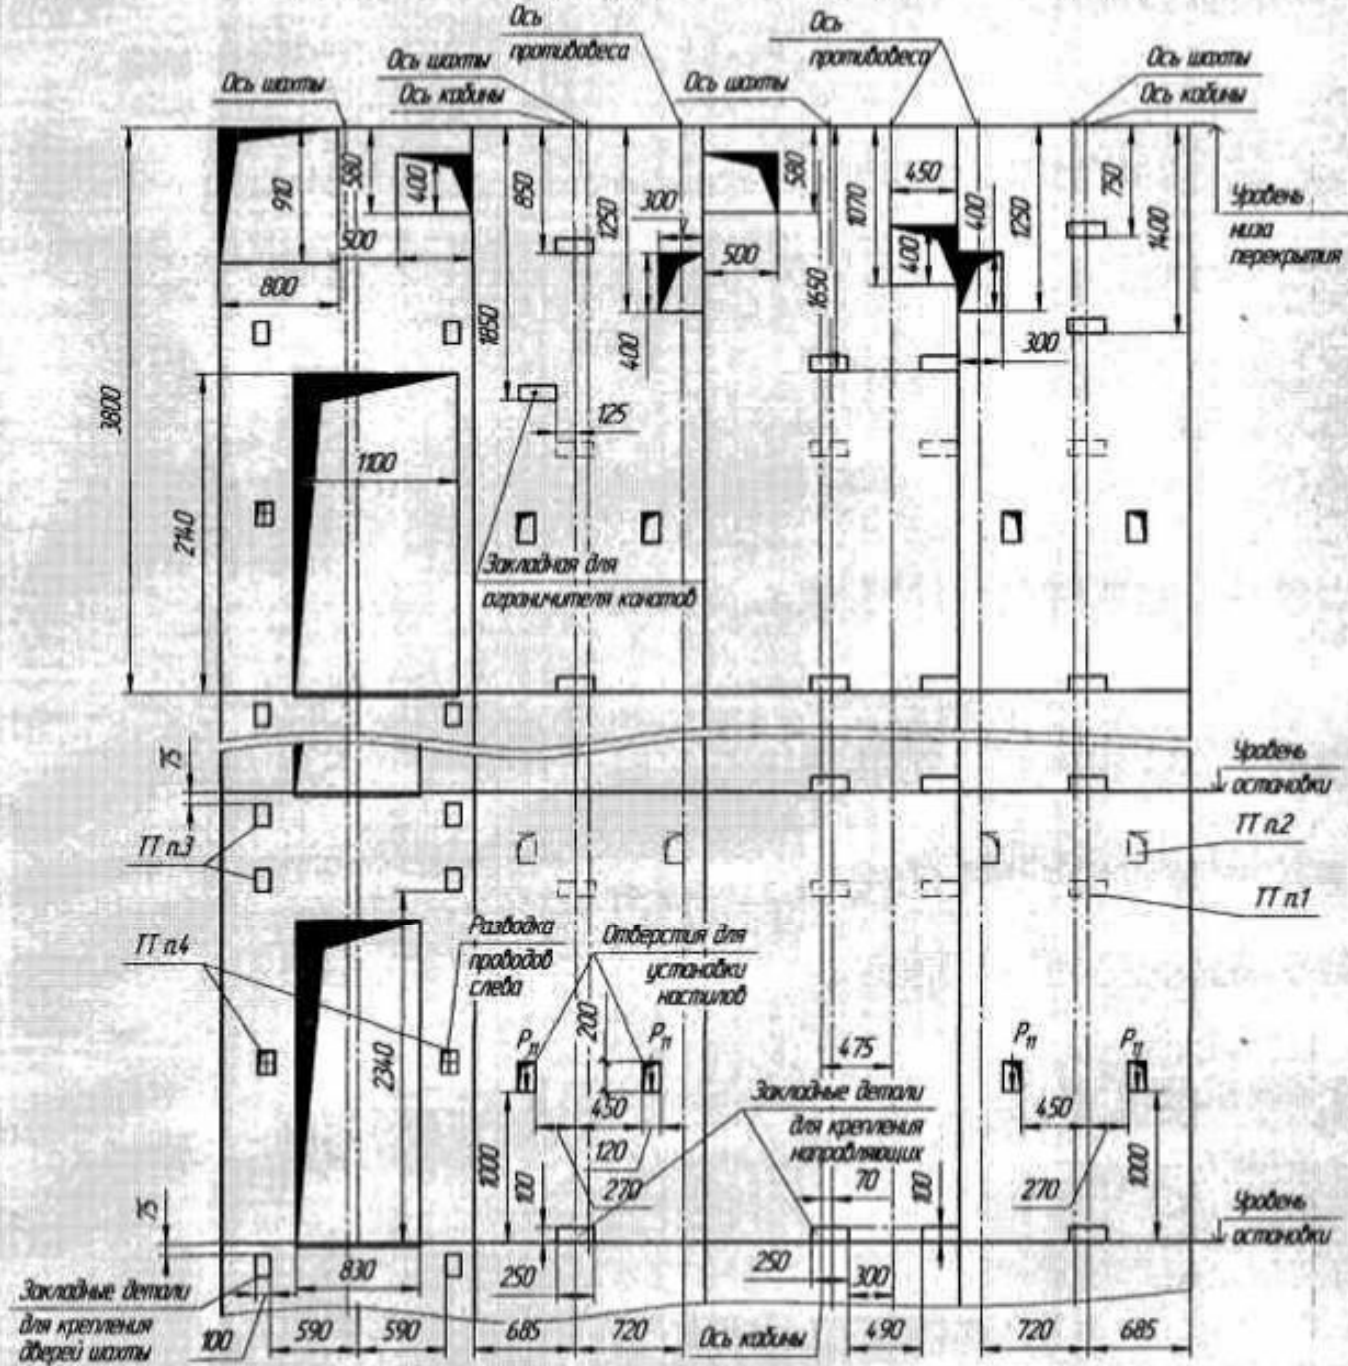 Ось
противовеса
Ось
противовеса
Ось шахты
Ось кабины
Ось шахты
Ось шахты
Ось шахты
Ось кабины
910
580
400
850
1250
300
580
1070
450
400
1250
750
1400
Уровень
низа
перекрытия
500
800
500
400
1850
400
1650
300
3800
125
1100
2140
Закладная для
ограничителя канатов
75
Уровень
остановки
ТТ п.3
ТТ п.2
ТТ п.1
ТТ п.4
Разводка
проводов
слева
Отверстия для
установки
настилов
2340
200
P11
P11
475
P11
P11
450
Закладные детали
для крепления
направляющих
450
1000
100
120
270
70
100
270
1000
75
Уровень
остановки
830
250
250
300
Закладные детали
для крепления
дверей шахты
100
590
590
685
720
Ось кабины
490
720
685